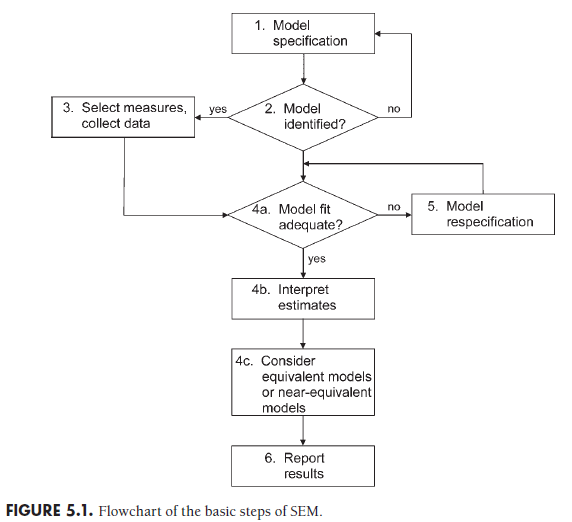 1. Model
specification
3. Select measures,
collect data
yes
2. Model
identified?
no
4a. Model fit
adequate?
no
5. Model
respecification
yes
4b. Interpret
estimates
4c. Consider
equivalent models
or near-equivalent
models
6. Report
results
FIGURE 5.1. Flowchart of the basic steps of SEM.